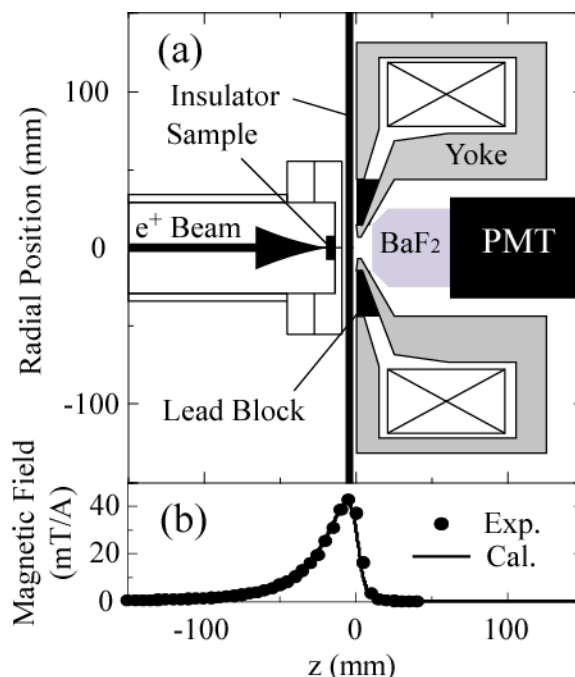 (a)
Insulator
Sample
e⁺ Beam
Yoke
BaF₂
PMT
Lead Block
Radial Position (mm)
100
0
-100
(b)
Exp.
Cal.
Magnetic Field
(mT/A)
40
20
0
-100
0
100
z (mm)